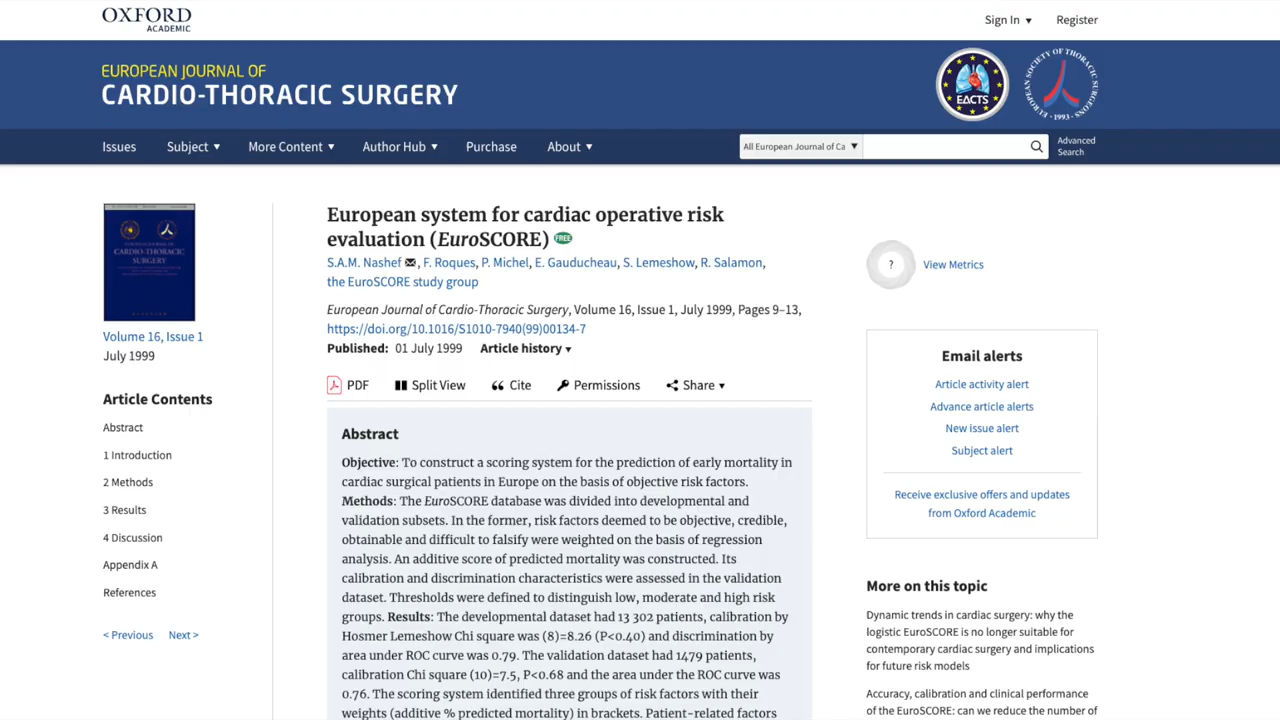 OXFORD
ACADEMIC
Sign In ▼ Register
EUROPEAN JOURNAL OF
CARDIO-THORACIC SURGERY
EACTS
EUROPEAN SOCIETY OF THORACIC SURGEONS
· 1993 ·
Issues Subject ▼ More Content ▼ Author Hub ▼ Purchase About ▼
All European Journal of Ca ▼
Advanced
Search
CARDIO-THORACIC
SURGERY
Volume 16, Issue 1
July 1999
Article Contents
Abstract
1 Introduction
2 Methods
3 Results
4 Discussion
Appendix A
References
< Previous Next >
European system for cardiac operative risk
evaluation (EuroSCORE) FREE
S.A.M. Nashef, F. Roques, P. Michel, E. Gauducheau, S. Lemeshow, R. Salamon,
the EuroSCORE study group
European Journal of Cardio-Thoracic Surgery, Volume 16, Issue 1, July 1999, Pages 9–13,
https://doi.org/10.1016/S1010-7940(99)00134-7
Published: 01 July 1999 Article history ▼
PDF Split View Cite Permissions Share ▼
Abstract
Objective: To construct a scoring system for the prediction of early mortality in
cardiac surgical patients in Europe on the basis of objective risk factors.
Methods: The EuroSCORE database was divided into developmental and
validation subsets. In the former, risk factors deemed to be objective, credible,
obtainable and difficult to falsify were weighted on the basis of regression
analysis. An additive score of predicted mortality was constructed. Its
calibration and discrimination characteristics were assessed in the validation
dataset. Thresholds were defined to distinguish low, moderate and high risk
groups. Results: The developmental dataset had 13 302 patients, calibration by
Hosmer Lemeshow Chi square was (8)=8.26 (P<0.40) and discrimination by
area under ROC curve was 0.79. The validation dataset had 1479 patients,
calibration Chi square (10)=7.5, P<0.68 and the area under the ROC curve was
0.76. The scoring system identified three groups of risk factors with their
weights (additive % predicted mortality) in brackets. Patient-related factors
?
View Metrics
Email alerts
Article activity alert
Advance article alerts
New issue alert
Subject alert
Receive exclusive offers and updates
from Oxford Academic
More on this topic
Dynamic trends in cardiac surgery: why the
logistic EuroSCORE is no longer suitable for
contemporary cardiac surgery and implications
for future risk models
Accuracy, calibration and clinical performance
of the EuroSCORE: can we reduce the number of